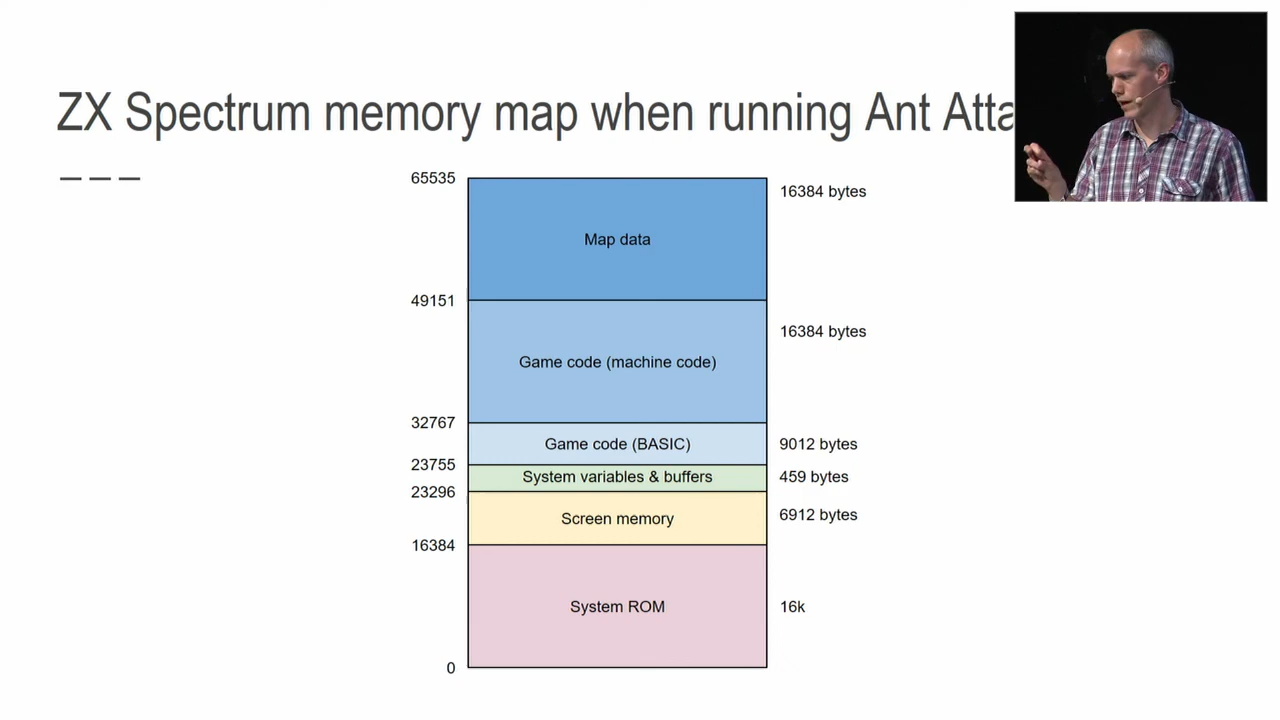 ZX Spectrum memory map when running Ant Atta
65535
16384 bytes
Map data
49151
16384 bytes
Game code (machine code)
32767
Game code (BASIC)
9012 bytes
23755
System variables & buffers
459 bytes
23296
Screen memory
6912 bytes
16384
System ROM
16k
0